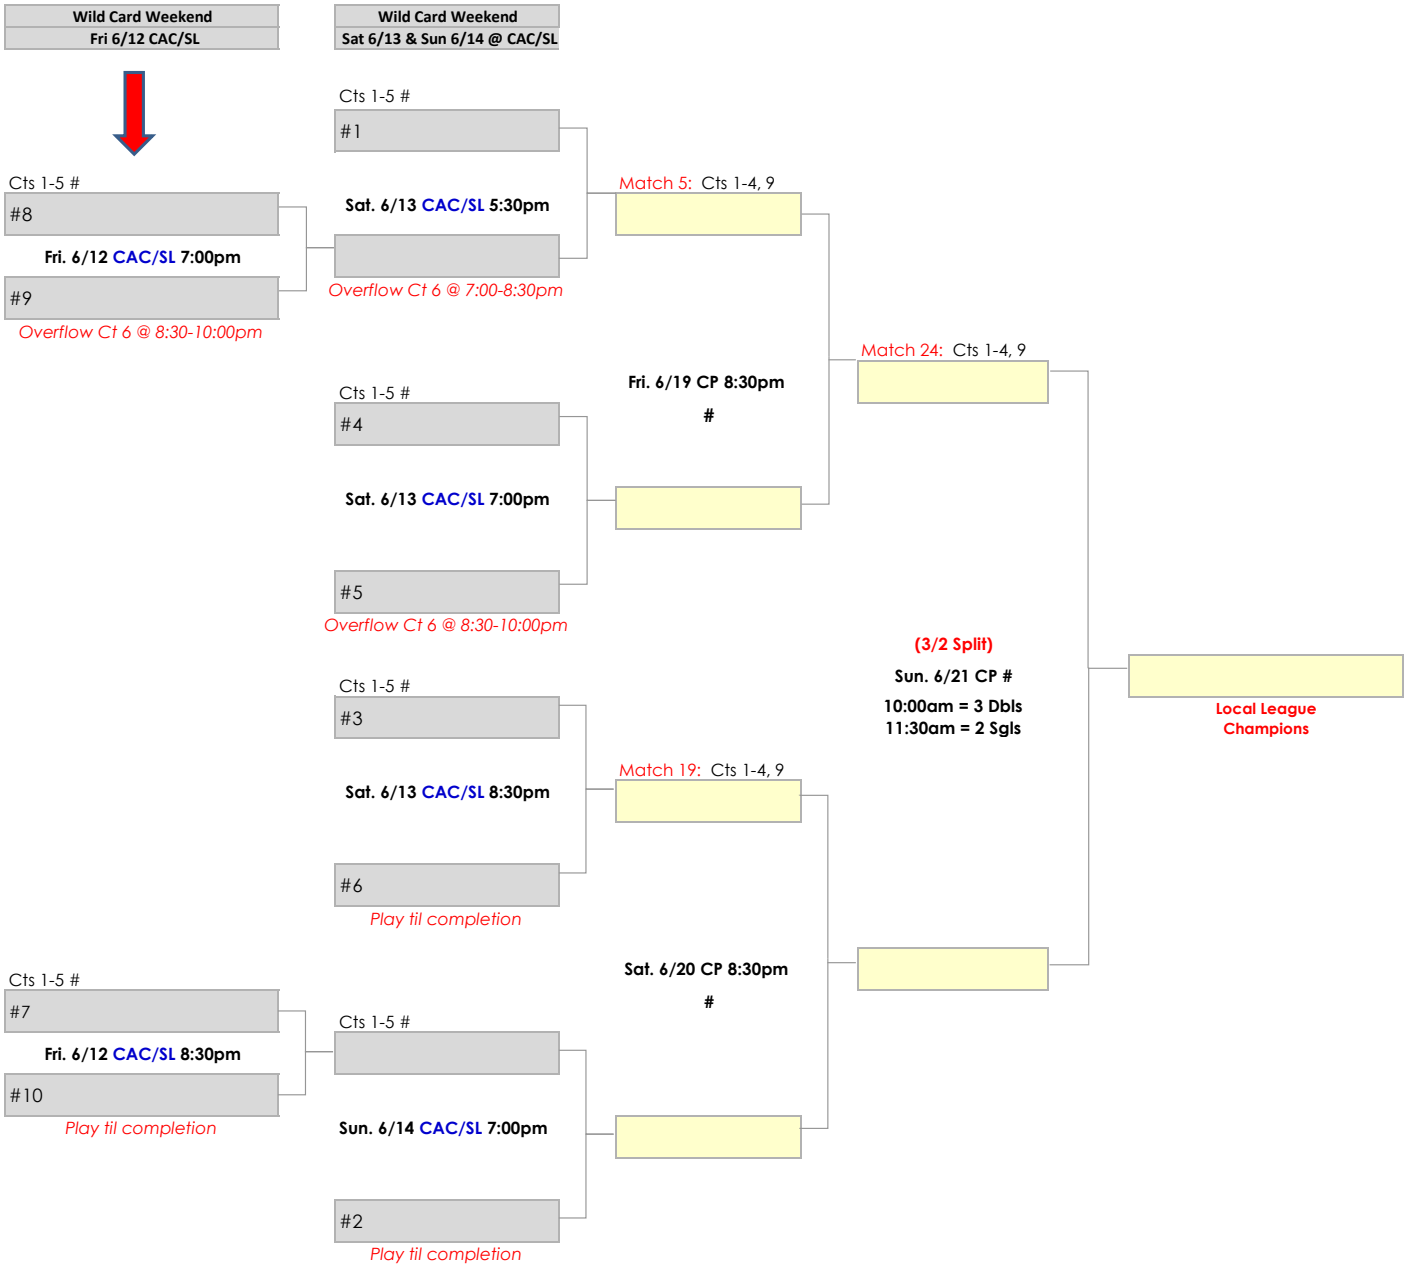 Wild Card Weekend
Fri 6/12 CAC/SL
Wild Card Weekend
Sat 6/13 & Sun 6/14 @ CAC/SL
Cts 1-5 #
#8
Fri. 6/12 CAC/SL 7:00pm
#9
Overflow Ct 6 @ 8:30-10:00pm
Cts 1-5 #
#7
Fri. 6/12 CAC/SL 8:30pm
#10
Play til completion
Cts 1-5 #
#1
Sat. 6/13 CAC/SL 5:30pm
Overflow Ct 6 @ 7:00-8:30pm
Cts 1-5 #
#4
Sat. 6/13 CAC/SL 7:00pm
#5
Overflow Ct 6 @ 8:30-10:00pm
Cts 1-5 #
#3
Sat. 6/13 CAC/SL 8:30pm
#6
Play til completion
Cts 1-5 #
Sun. 6/14 CAC/SL 7:00pm
#2
Play til completion
Match 5: Cts 1-4, 9
Fri. 6/19 CP 8:30pm
#
Match 19: Cts 1-4, 9
Sat. 6/20 CP 8:30pm
#
Match 24: Cts 1-4, 9
(3/2 Split)
Sun. 6/21 CP #
10:00am = 3 Dbls
11:30am = 2 Sgls
Local League
Champions